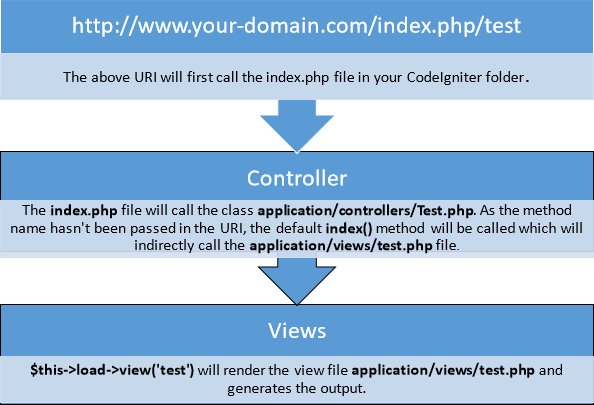 http://www.your-domain.com/index.php/test
The above URI will first call the index.php file in your CodeIgniter folder.
Controller
The index.php file will call the class application/controllers/Test.php. As the method
name hasn't been passed in the URI, the default index() method will be called which will
indirectly call the application/views/test.php file.
Views
$this->load->view('test') will render the view file application/views/test.php and
generates the output.